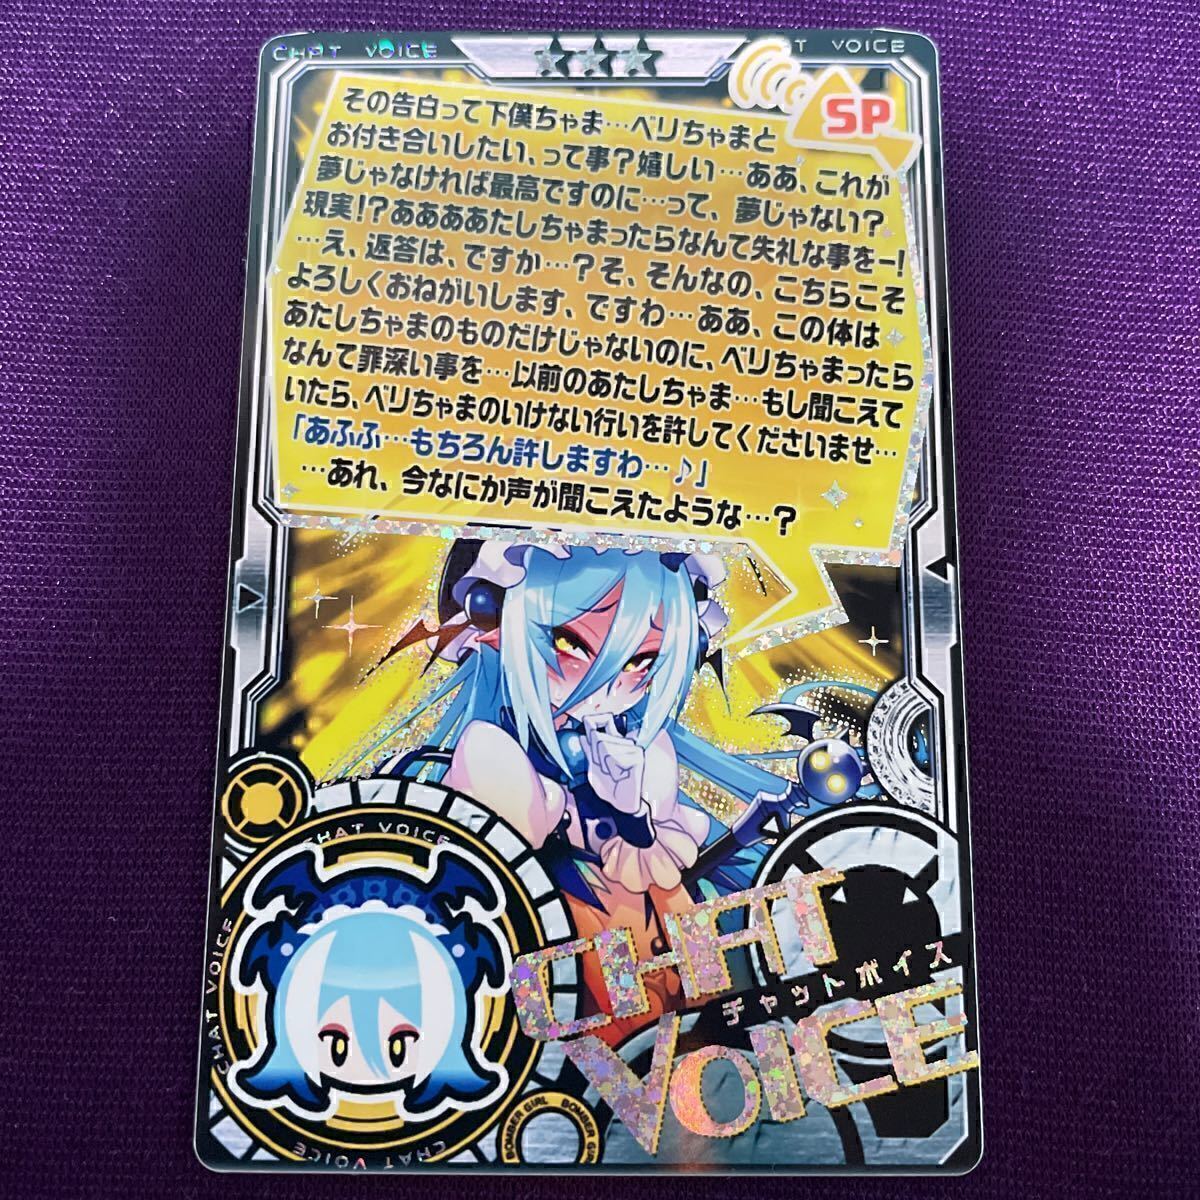 CHAT VOICE
CHAT VOICE
SP
その告白って下僕ちゃま…ベリちゃまと
お付き合いしたい、って事？嬉しい…ああ、これが
夢じゃなければ最高ですのに…って、夢じゃない？
現実!?ああああたしちゃまったらなんて失礼な事をー!
…え、返答は、ですか…？そ、そんなの、こちらこそ
よろしくおねがいします、ですわ…ああ、この体は
あたしちゃまのものだけじゃないのに、ベリちゃまったら
なんて罪深い事を…以前のあたしちゃま…もし聞こえて
いたら、ベリちゃまのいけない行いを許してくださいませ…
「あふふ…もちろん許しますわ…♪」
…あれ、今なにか声が聞こえたような…？
CHAT VOICE
CHAT VOICE
CHAT VOICE
CHAT
チャットボイス
VOICE
BOMBER GIRL
BOMBER GIRL